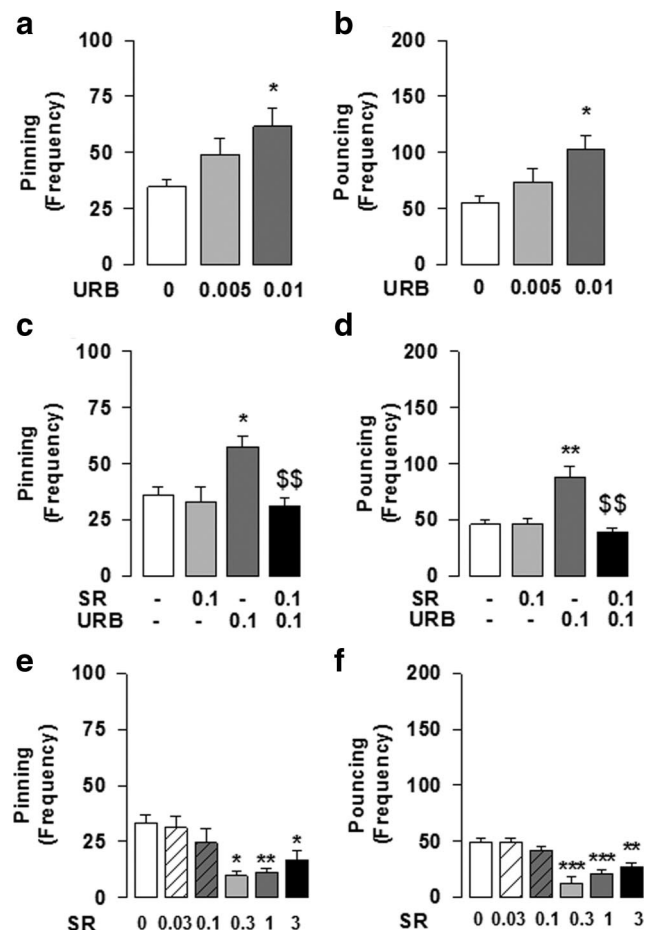 a
100
75
50
25
0
Pinning
(Frequency)
*
URB 0 0.005 0.01
b
200
150
100
50
0
Pouncing
(Frequency)
*
URB 0 0.005 0.01
c
100
75
50
25
0
Pinning
(Frequency)
*
$$
SR - 0.1 - 0.1
URB - - 0.1 0.1
d
200
150
100
50
0
Pouncing
(Frequency)
**
$$
SR - 0.1 - 0.1
URB - - 0.1 0.1
e
100
75
50
25
0
Pinning
(Frequency)
* ** *
SR 0 0.03 0.1 0.3 1 3
f
200
150
100
50
0
Pouncing
(Frequency)
*** *** **
SR 0 0.03 0.1 0.3 1 3